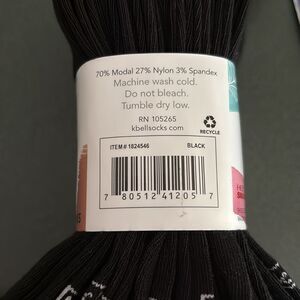 70% Modal 27% Nylon 3% Spandex
Machine wash cold.
Do not bleach.
Tumble dry low.
RN 105265
kbellsocks.com
RECYCLE
ITEM# 1824546 BLACK
7 80512 41205 7